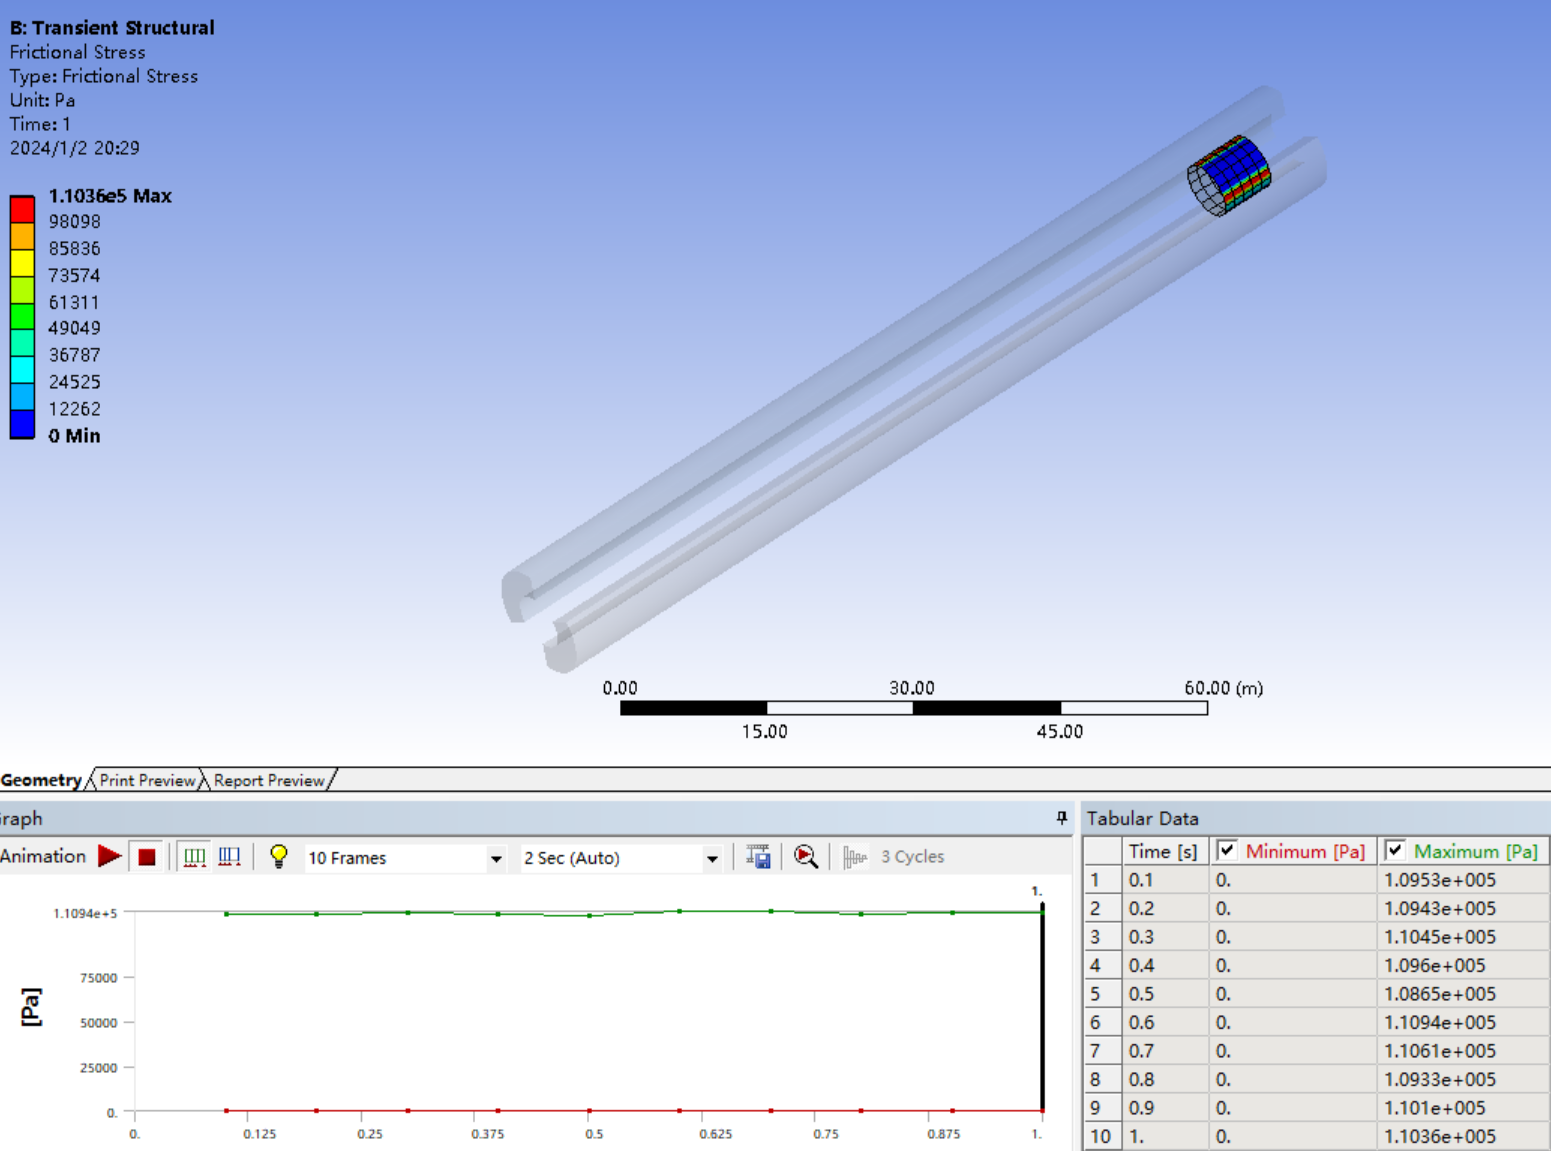 B: Transient Structural
Frictional Stress
Type: Frictional Stress
Unit: Pa
Time: 1
2024/1/2 20:29
1.1036e5 Max
98098
85836
73574
61311
49049
36787
24525
12262
0 Min
0.00 30.00 60.00 (m)
15.00 45.00
Geometry Print Preview Report Preview
raph
Animation 10 Frames 2 Sec (Auto) 3 Cycles
1.
1.1094e+5
75000
50000
25000
0.
[Pa]
0. 0.125 0.25 0.375 0.5 0.625 0.75 0.875 1.
Tabular Data
Time [s] Minimum [Pa] Maximum [Pa]
1 0.1 0. 1.0953e+005
2 0.2 0. 1.0943e+005
3 0.3 0. 1.1045e+005
4 0.4 0. 1.096e+005
5 0.5 0. 1.0865e+005
6 0.6 0. 1.1094e+005
7 0.7 0. 1.1061e+005
8 0.8 0. 1.0933e+005
9 0.9 0. 1.101e+005
10 1. 0. 1.1036e+005